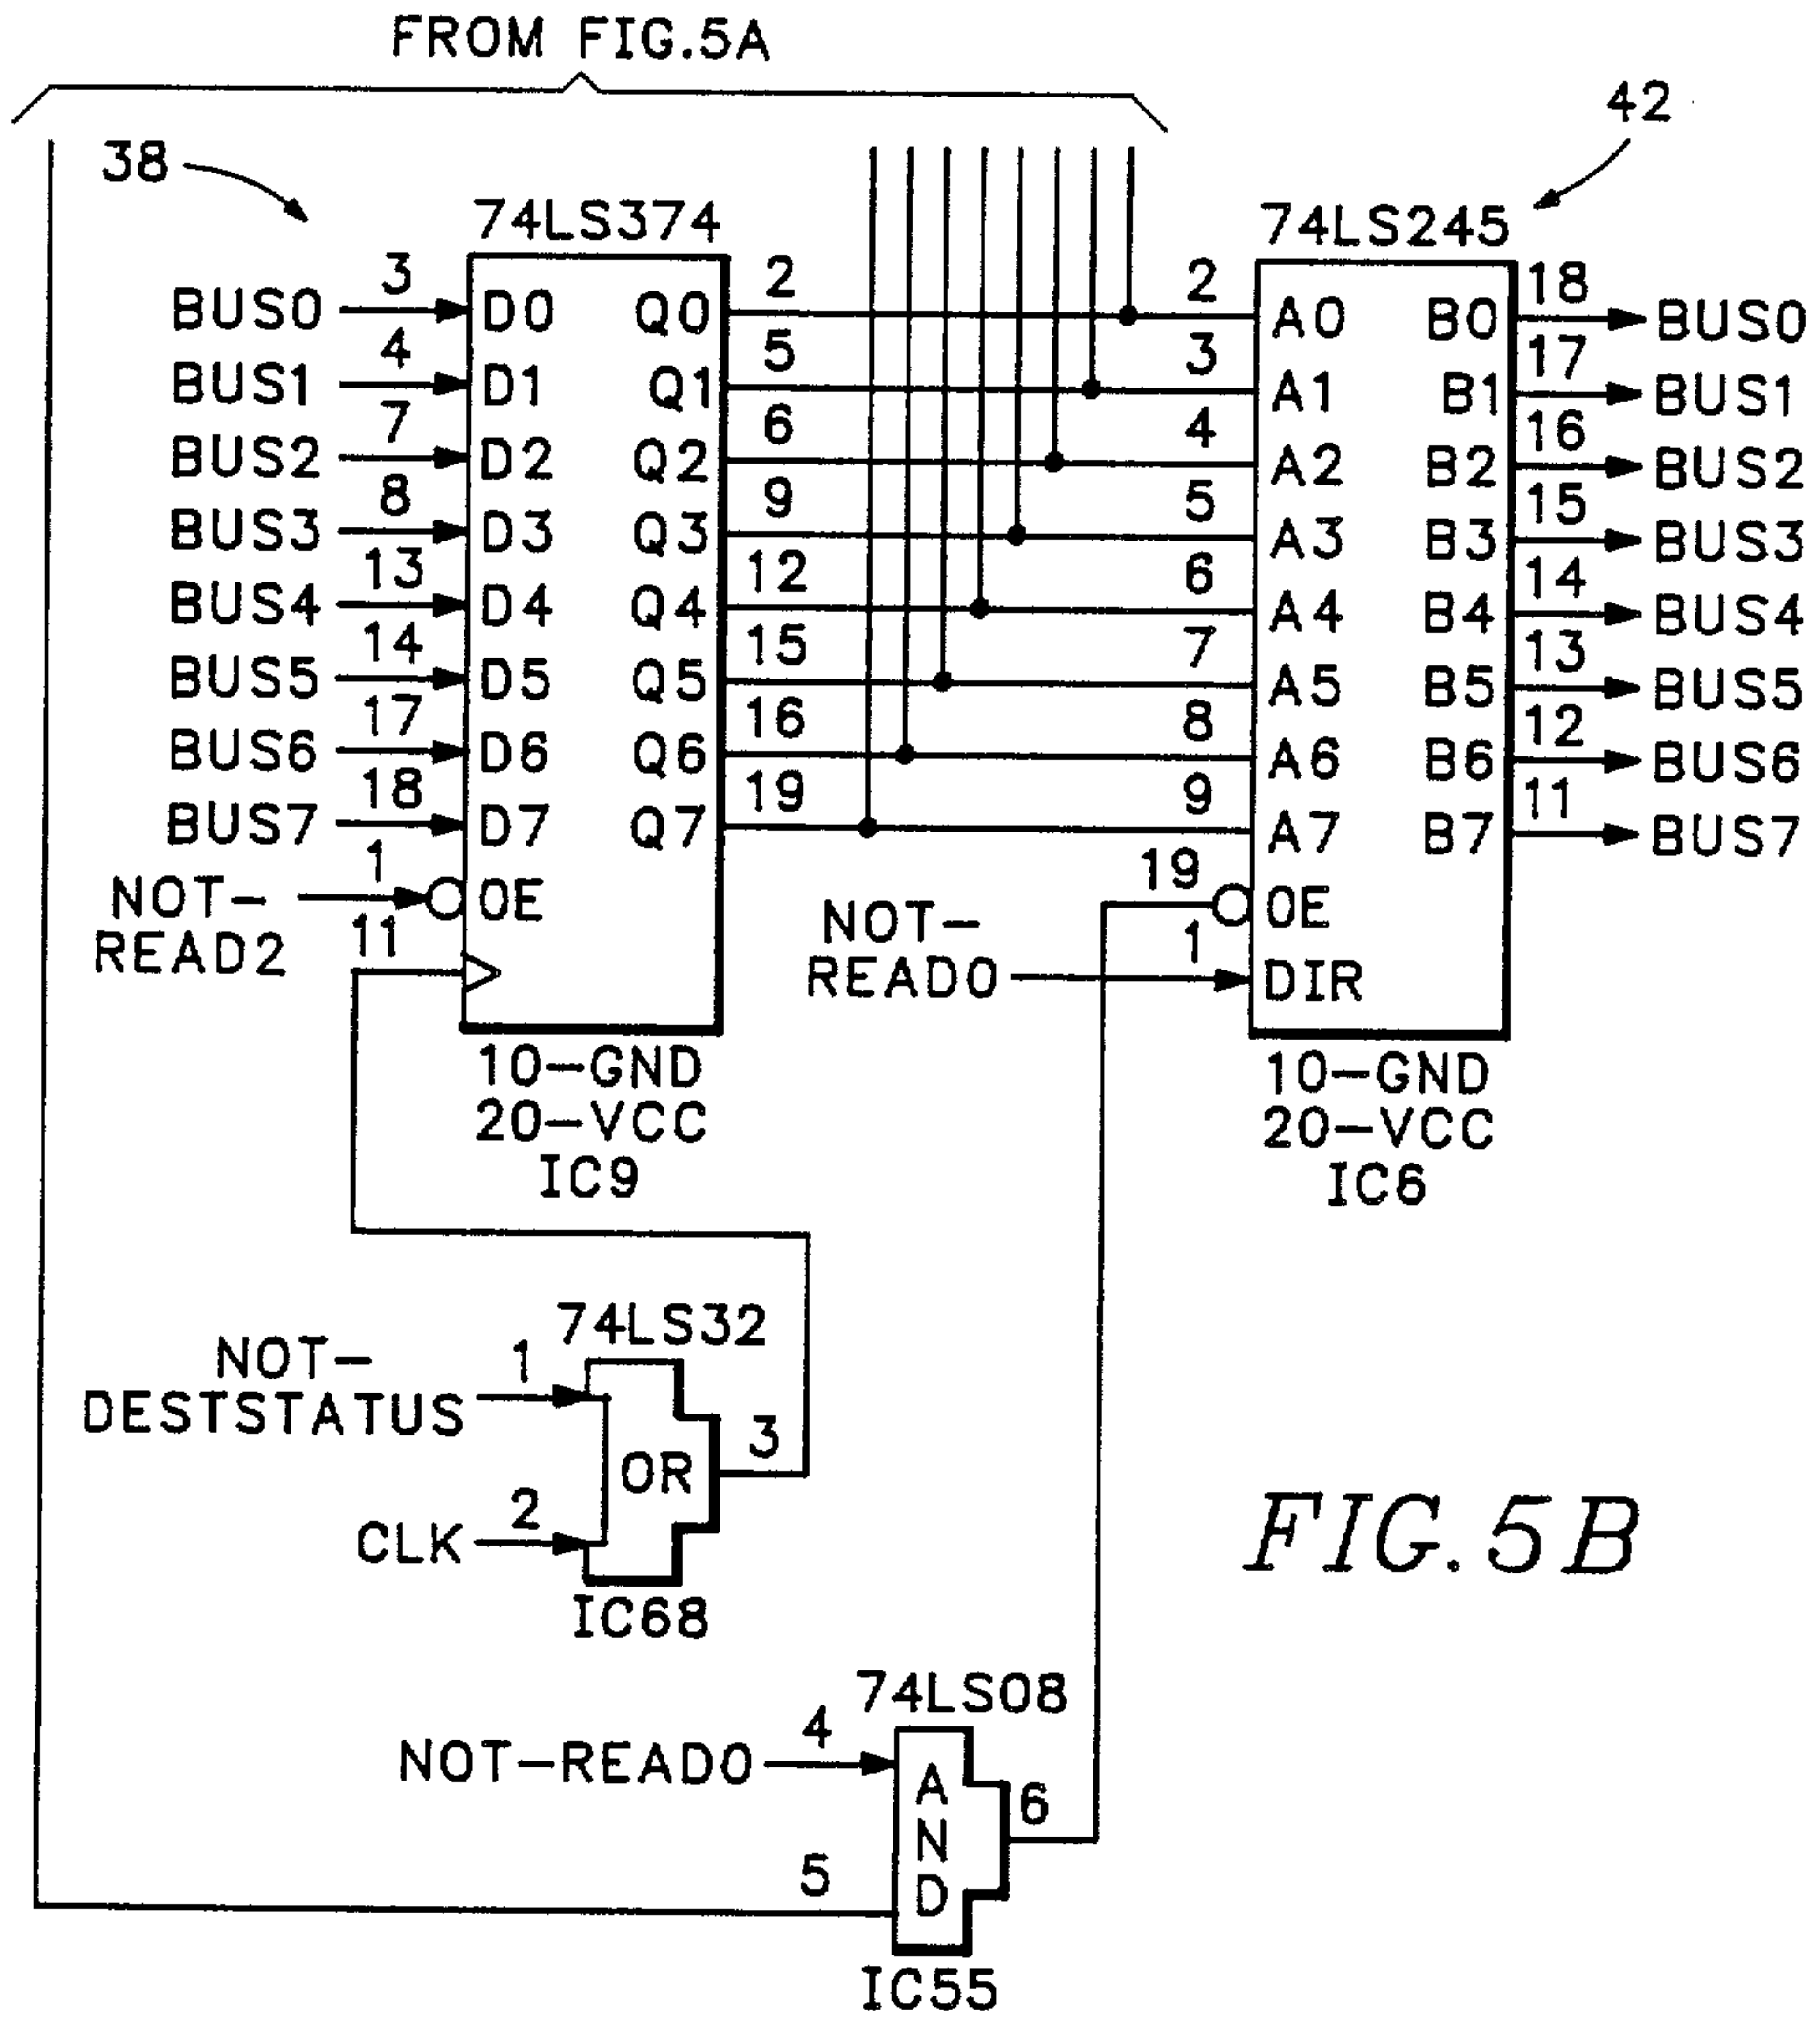 FROM FIG.5A
38
42
74LS374
74LS245
BUS0 3 D0 Q0 2 2 A0 B0 18 BUS0
BUS1 4 D1 Q1 5 3 A1 B1 17 BUS1
BUS2 7 D2 Q2 6 4 A2 B2 16 BUS2
BUS3 8 D3 Q3 9 5 A3 B3 15 BUS3
BUS4 13 D4 Q4 12 6 A4 B4 14 BUS4
BUS5 14 D5 Q5 15 7 A5 B5 13 BUS5
BUS6 17 D6 Q6 16 8 A6 B6 12 BUS6
BUS7 18 D7 Q7 19 9 A7 B7 11 BUS7
NOT-
READ2
1 OE
11
19 OE
NOT-
READ0
1 DIR
10-GND
20-VCC
IC9
10-GND
20-VCC
IC6
74LS32
NOT-
DESTSTATUS
1
OR
3
CLK 2
IC68
FIG.5B
74LS08
NOT-READ0 4
AND
6
5
IC55